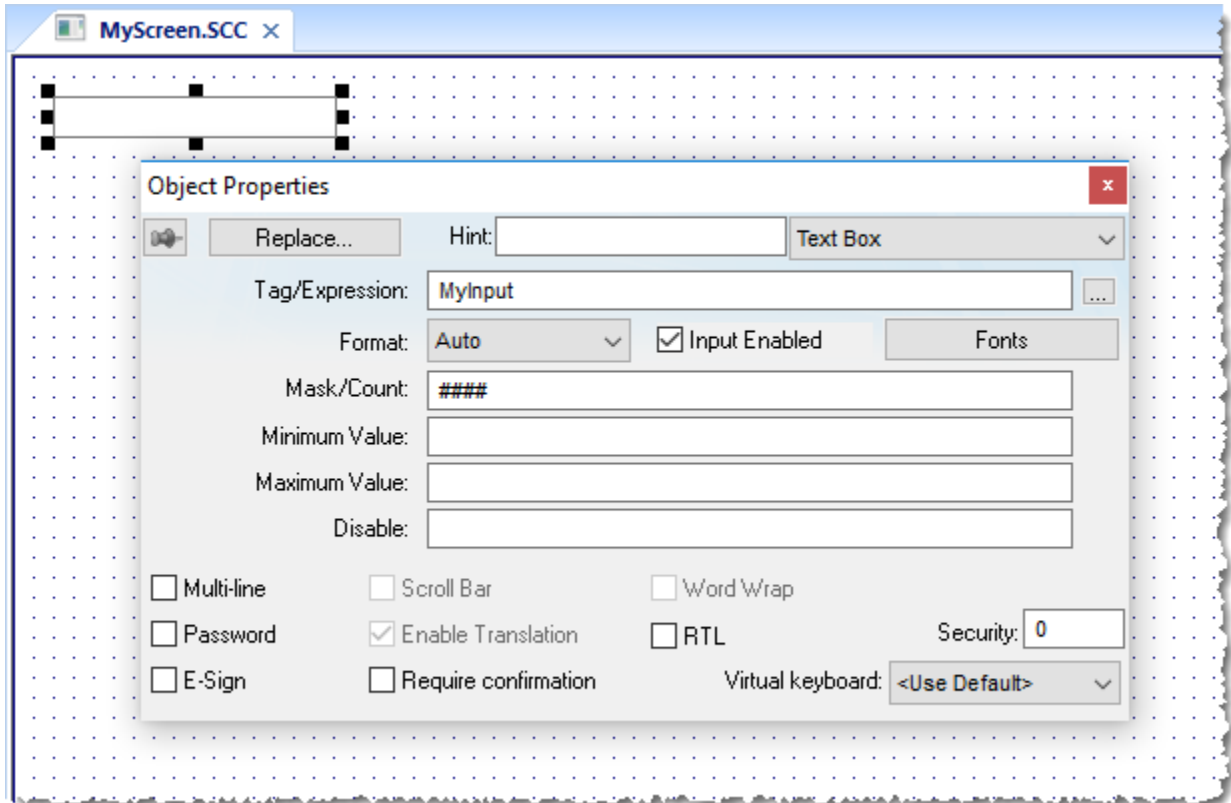 MyScreen.SCC
Object Properties
x
Replace... Hint: Text Box
Tag/Expression: MyInput ...
Format: Auto Input Enabled Fonts
Mask/Count: ####
Minimum Value:
Maximum Value:
Disable:
Multi-line Scroll Bar Word Wrap
Password Enable Translation RTL Security: 0
E-Sign Require confirmation Virtual keyboard: <Use Default>